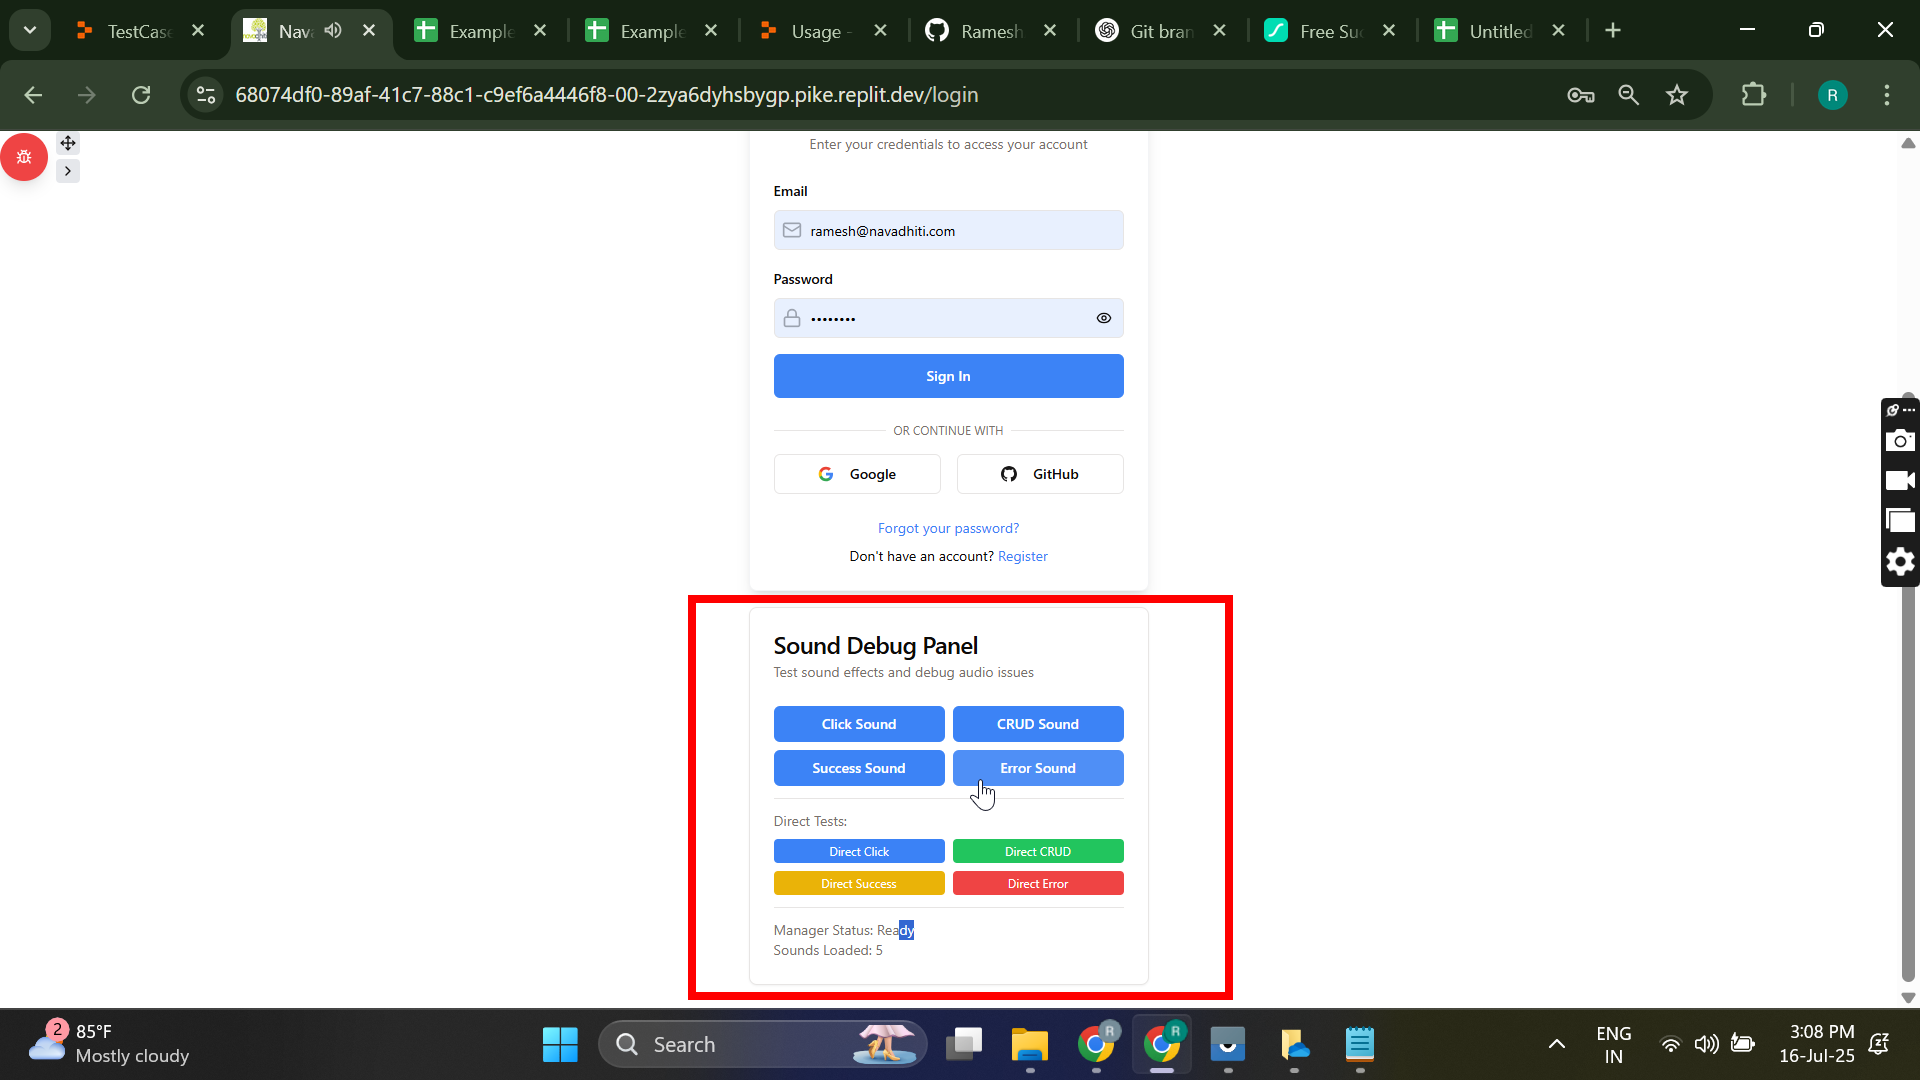 TestCas
Nav
Example
Example
Usage -
Ramesh
Git bran
Free Su
Untitled
68074df0-89af-41c7-88c1-c9ef6a4446f8-00-2zya6dyhsbygp.pike.replit.dev/login
R
Enter your credentials to access your account
Email
ramesh@navadhiti.com
Password
••••••••
Sign In
OR CONTINUE WITH
Google
GitHub
Forgot your password?
Don't have an account? Register
Sound Debug Panel
Test sound effects and debug audio issues
Click Sound
CRUD Sound
Success Sound
Error Sound
Direct Tests:
Direct Click
Direct CRUD
Direct Success
Direct Error
Manager Status: Ready
Sounds Loaded: 5
2
85°F
Mostly cloudy
Search
R
R
ENG
IN
3:08 PM
16-Jul-25